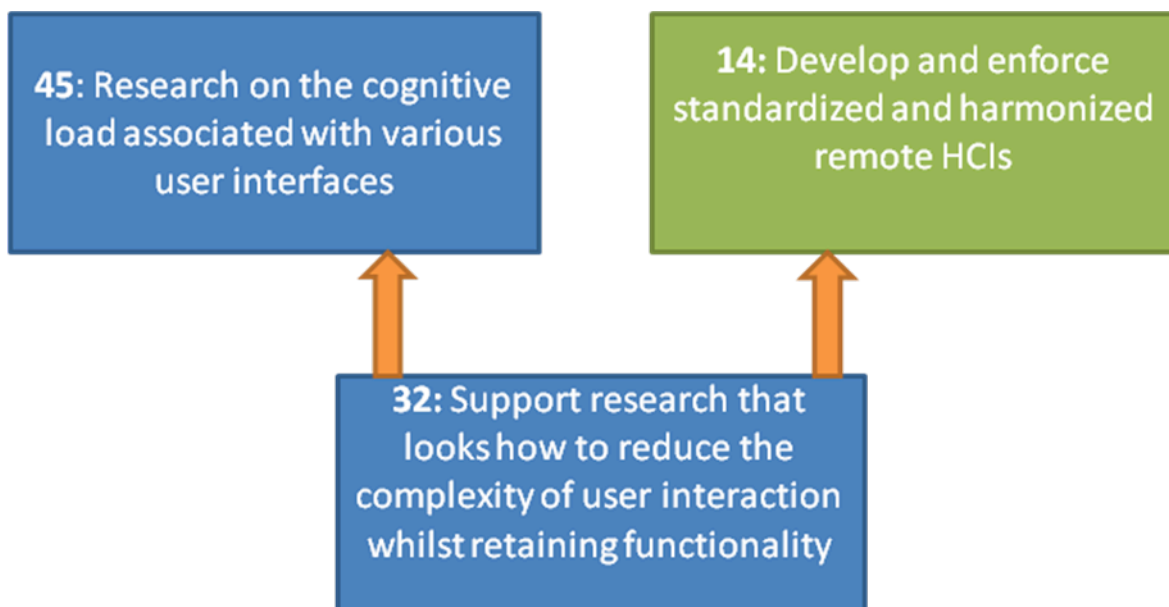 45: Research on the cognitive
load associated with various
user interfaces
14: Develop and enforce
standardized and harmonized
remote HCIs
32: Support research that
looks how to reduce the
complexity of user interaction
whilst retaining functionality